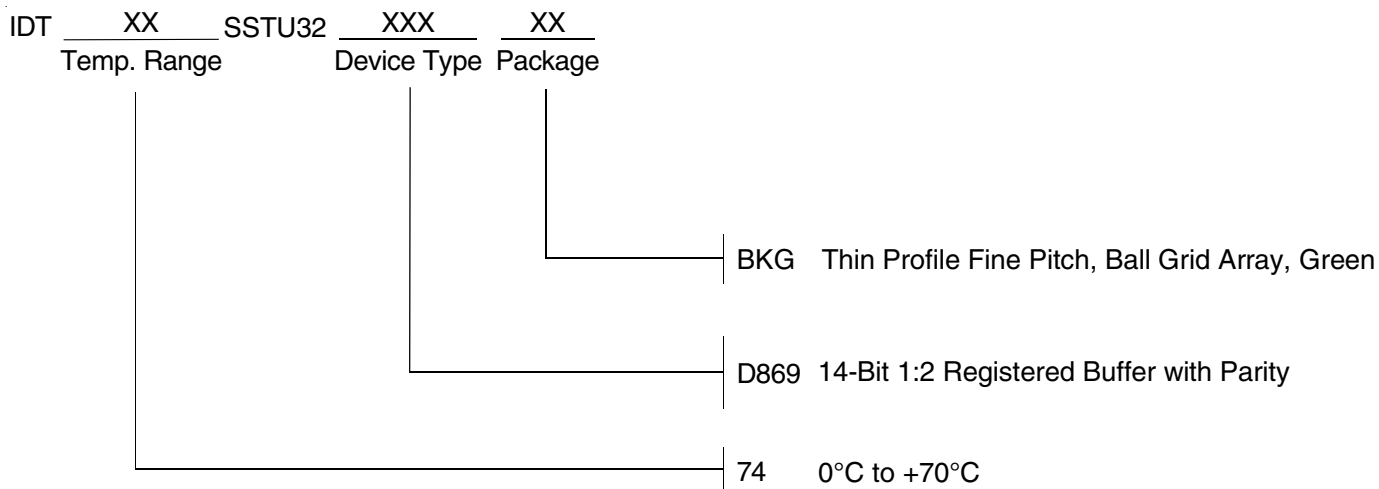 IDT XX SSTU32 XXX XX
Temp. Range Device Type Package
BKG Thin Profile Fine Pitch, Ball Grid Array, Green
D869 14-Bit 1:2 Registered Buffer with Parity
74 0°C to +70°C